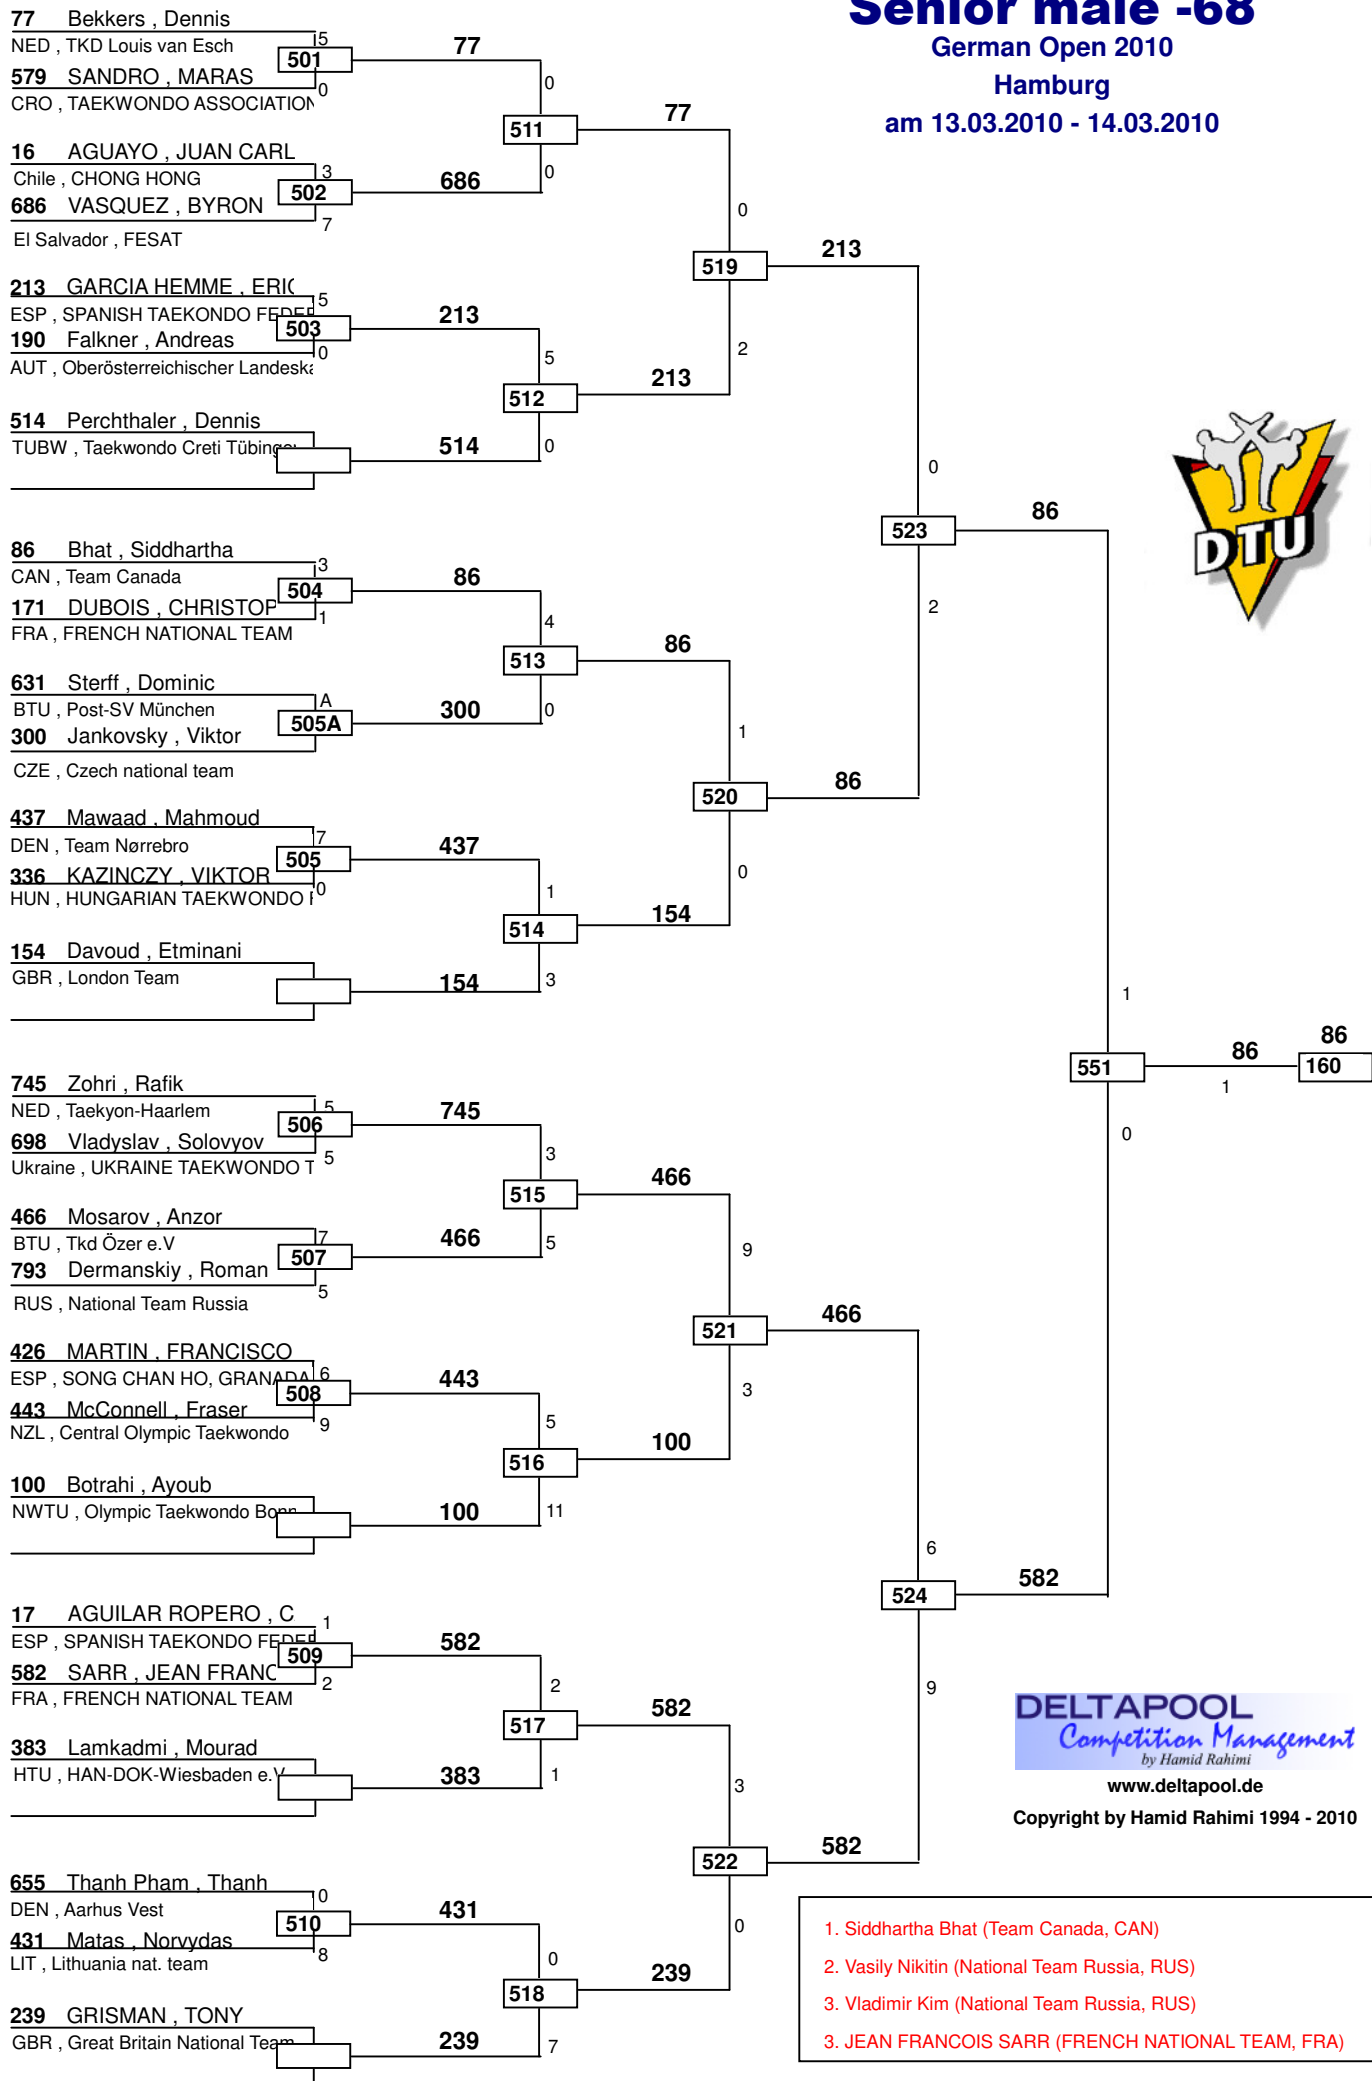 Senior male -68
German Open 2010
Hamburg
am 13.03.2010 - 14.03.2010
77 Bekkers , Dennis
NED , TKD Louis van Esch
5
501
77
579 SANDRO , MARAS
0
CRO , TAEKWONDO ASSOCIATION
0
511
77
16 AGUAYO , JUAN CARL
3
Chile , CHONG HONG
502
686
0
686 VASQUEZ , BYRON
7
El Salvador , FESAT
0
519
213
213 GARCIA HEMME , ERIC
5
ESP , SPANISH TAEKONDO FEDER
503
213
190 Falkner , Andreas
0
AUT , Oberösterreichischer Landeska
5
2
512
213
514 Perchthaler , Dennis
TUBW , Taekwondo Creti Tübingen
514
0
0
523
86
86 Bhat , Siddhartha
3
CAN , Team Canada
504
86
171 DUBOIS , CHRISTOP
1
FRA , FRENCH NATIONAL TEAM
4
2
513
86
631 Sterff , Dominic
A
BTU , Post-SV München
505A
300
0
300 Jankovsky , Viktor
CZE , Czech national team
1
520
86
437 Mawaad , Mahmoud
7
DEN , Team Nørrebro
505
437
336 KAZINCZY , VIKTOR
0
HUN , HUNGARIAN TAEKWONDO F
1
0
514
154
154 Davoud , Etminani
GBR , London Team
154
3
1
551
86
1
86
160
0
745 Zohri , Rafik
5
NED , Taekyon-Haarlem
506
745
698 Vladyslav , Solovyov
5
Ukraine , UKRAINE TAEKWONDO T
3
515
466
466 Mosarov , Anzor
7
BTU , Tkd Özer e.V
507
466
5
793 Dermanskiy , Roman
5
RUS , National Team Russia
9
521
466
426 MARTIN , FRANCISCO
6
ESP , SONG CHAN HO, GRANADA
508
443
443 McConnell , Fraser
9
NZL , Central Olympic Taekwondo
5
3
516
100
100 Botrahi , Ayoub
NWTU , Olympic Taekwondo Bonn
100
11
6
524
582
17 AGUILAR ROPERO , C
1
ESP , SPANISH TAEKONDO FEDER
509
582
582 SARR , JEAN FRANC
2
FRA , FRENCH NATIONAL TEAM
2
9
517
582
383 Lamkadmi , Mourad
HTU , HAN-DOK-Wiesbaden e.V
383
1
3
522
582
655 Thanh Pham , Thanh
0
DEN , Aarhus Vest
510
431
431 Matas , Norvydas
8
LIT , Lithuania nat. team
0
0
518
239
239 GRISMAN , TONY
GBR , Great Britain National Team
239
7
DTU
DELTAPOOL
Competition Management
by Hamid Rahimi
www.deltapool.de
Copyright by Hamid Rahimi 1994 - 2010
1. Siddhartha Bhat (Team Canada, CAN)
2. Vasily Nikitin (National Team Russia, RUS)
3. Vladimir Kim (National Team Russia, RUS)
3. JEAN FRANCOIS SARR (FRENCH NATIONAL TEAM, FRA)